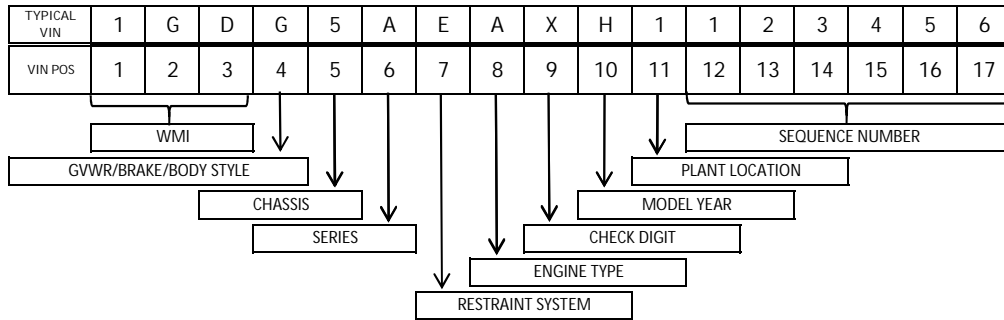 TYPICAL VIN 1 G D G 5 A E A X H 1 1 2 3 4 5 6
VIN POS 1 2 3 4 5 6 7 8 9 10 11 12 13 14 15 16 17
WMI SEQUENCE NUMBER
GVWR/BRAKE/BODY STYLE PLANT LOCATION
CHASSIS MODEL YEAR
SERIES CHECK DIGIT
ENGINE TYPE
RESTRAINT SYSTEM